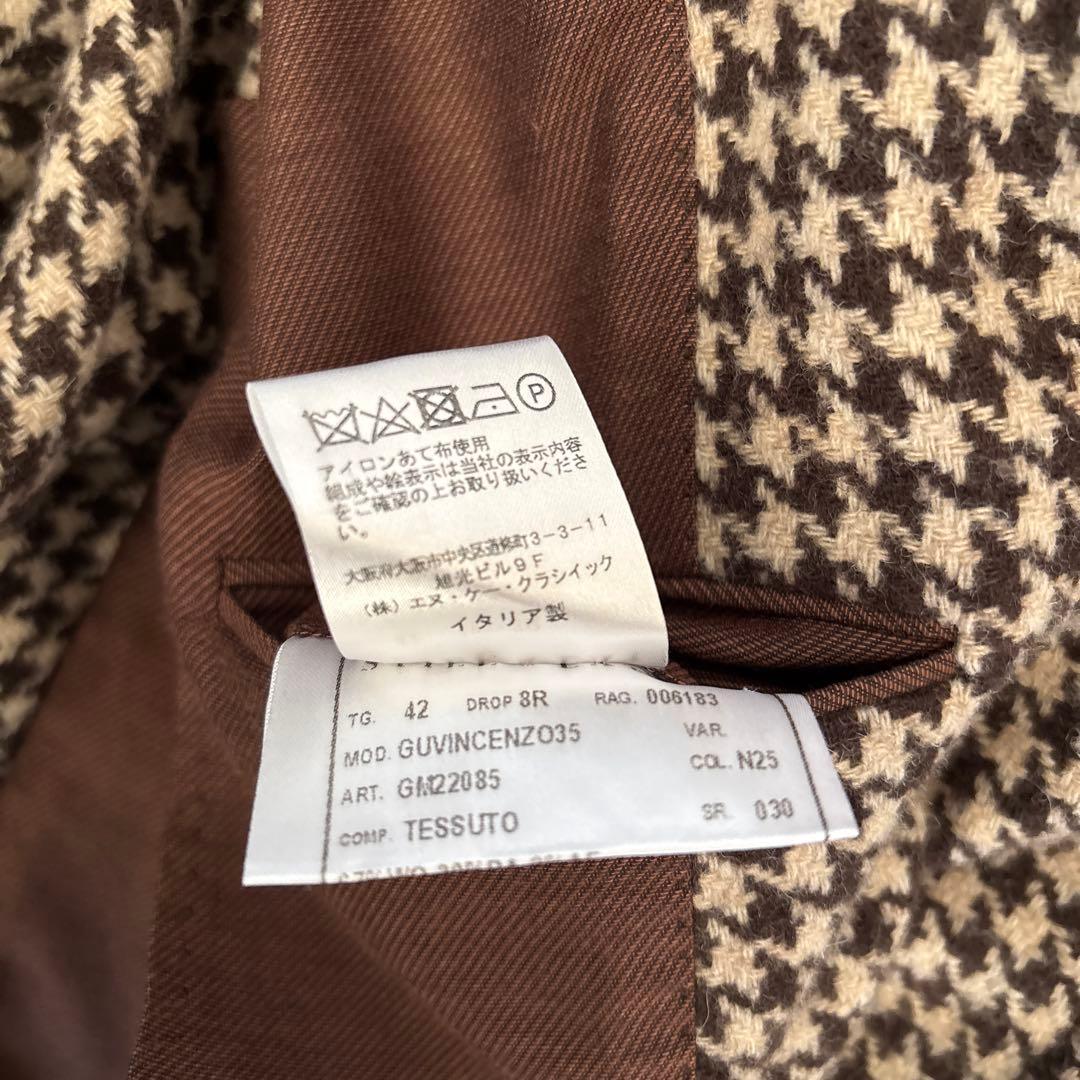 P
アイロンあて布使用
組成や絵表示は当社の表示内容
をご確認の上お取り扱いくださ
い。
大阪府大阪市中央区道修町3-3-11
旭光ビル9F
(株)エヌ・ケー・クラシイック
イタリア製
TG. 42 DROP 8R RAG. 006183
MOD. GUVINCENZO35 VAR.
ART. GM22085 COL. N25
COMP. TESSUTO SR. 030